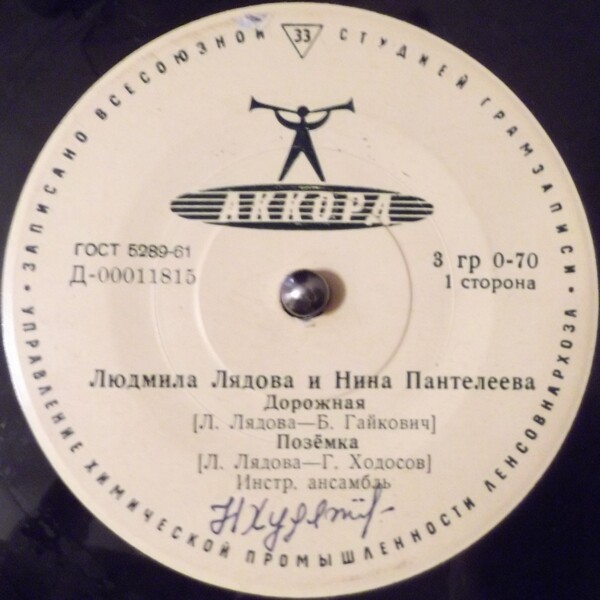 ЗАПИСАНО ВСЕСОЮЗНОЙ СТУДИЕЙ ГРАМЗАПИСИ
33
АККОРД
ГОСТ 5289-61
Д-00011815
3 гр 0-70
1 сторона
Людмила Лядова и Нина Пантелеева
Дорожная
[Л. Лядова—Б. Гайкович]
Позёмка
[Л. Лядова—Г. Ходосов]
Инстр. ансамбль
УПРАВЛЕНИЕ ХИМИЧЕСКОЙ ПРОМЫШЛЕННОСТИ ЛЕНСОВНАРХОЗА